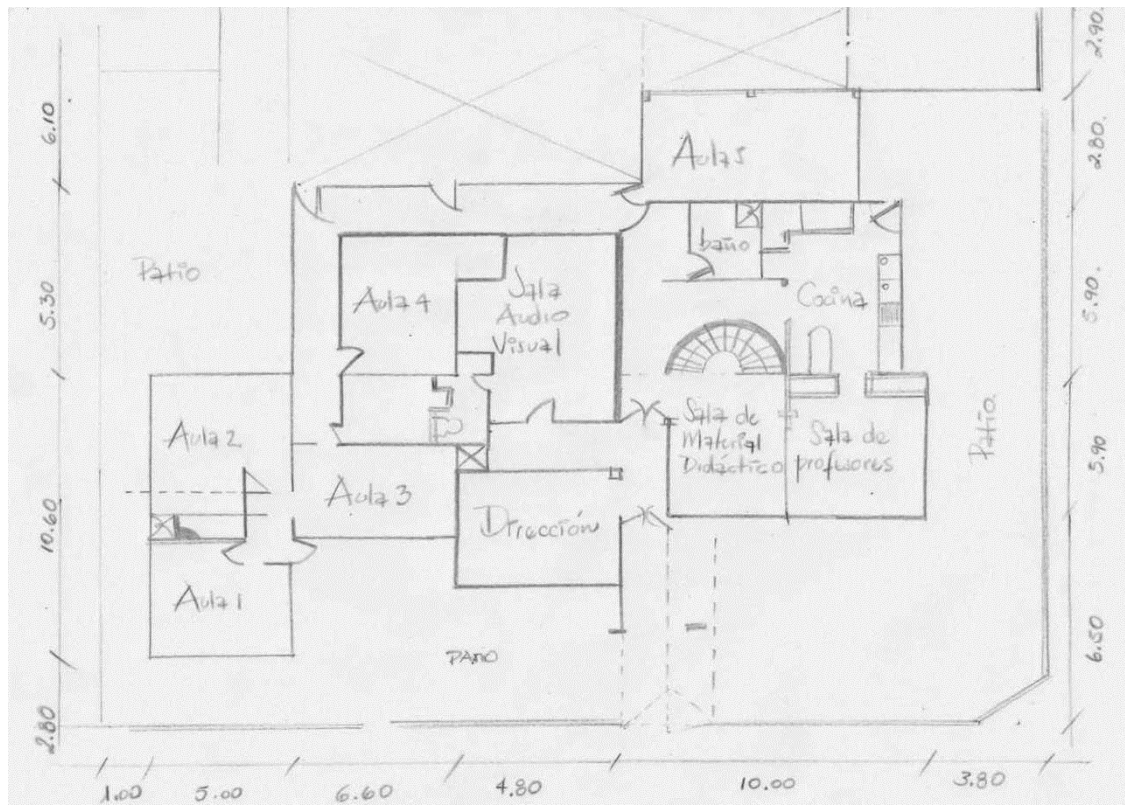 2.90.
6.10
2.80.
Aula 5
baño
Patio
Aula 4
Sala
Audio
Visual
Cocina
5.30
5.90.
Aula 2
Sala de
Material
Didáctico
Sala de
profesores
Patio.
5.90
Aula 3
Dirección
10.60
Aula 1
PATIO
6.50
2.80
1.00
5.00
6.60
4.80
10.00
3.80